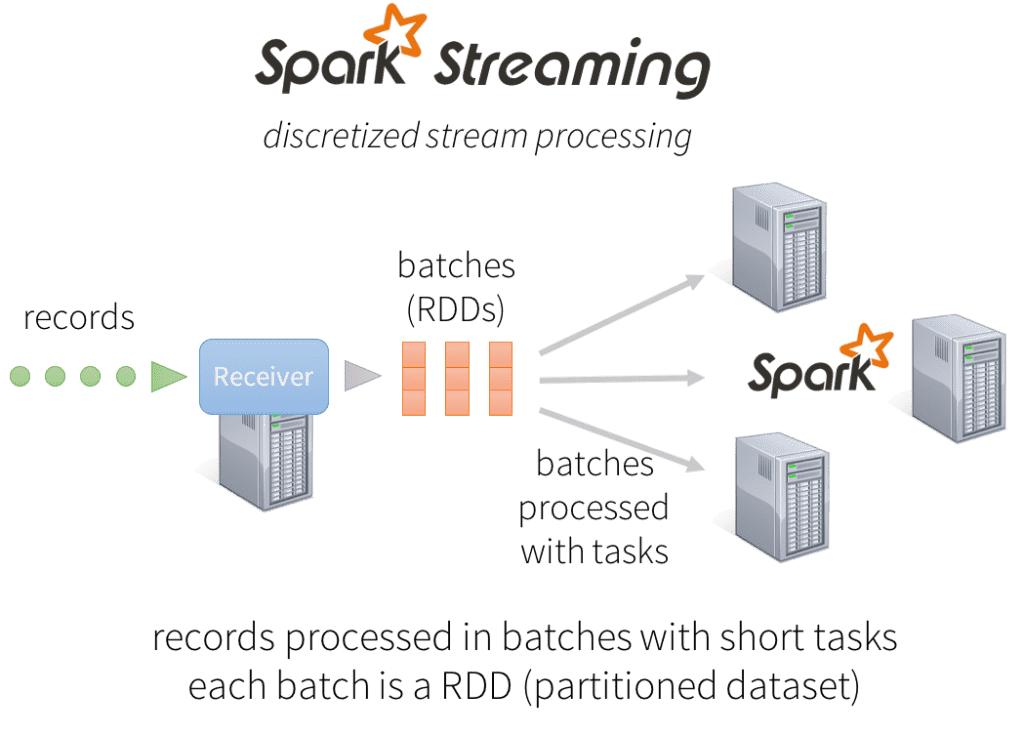 Spark Streaming
discretized stream processing
records
Receiver
batches
(RDDs)
Spark
batches
processed
with tasks
records processed in batches with short tasks
each batch is a RDD (partitioned dataset)